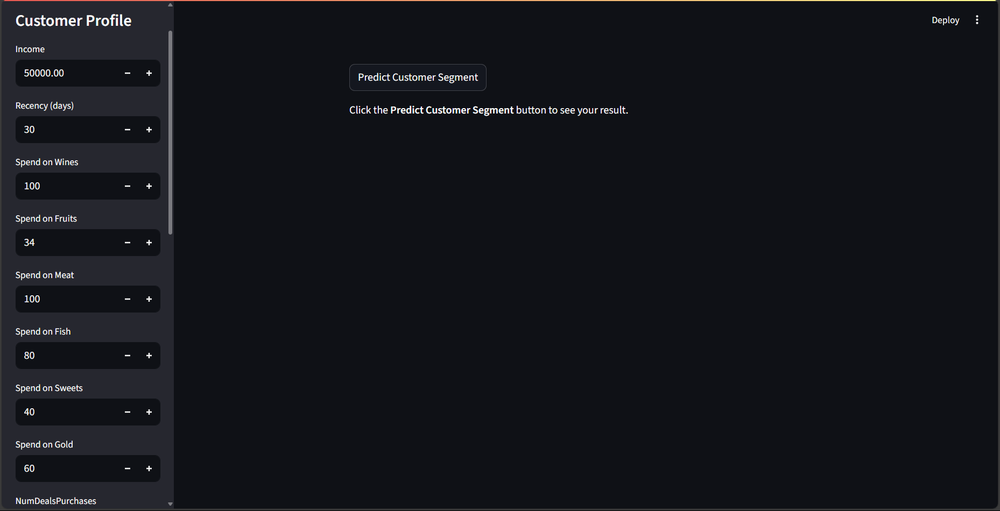 Customer Profile
Income
50000.00
Recency (days)
30
Spend on Wines
100
Spend on Fruits
34
Spend on Meat
100
Spend on Fish
80
Spend on Sweets
40
Spend on Gold
60
NumDealsPurchases
Deploy
Predict Customer Segment
Click the Predict Customer Segment button to see your result.